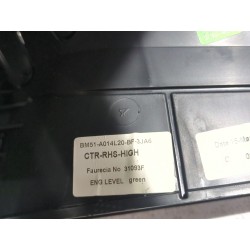 BM51-A014L20-BF-3JA6
CTR-RHS-HIGH
Faurecia No 31093F
ENG LEVEL green